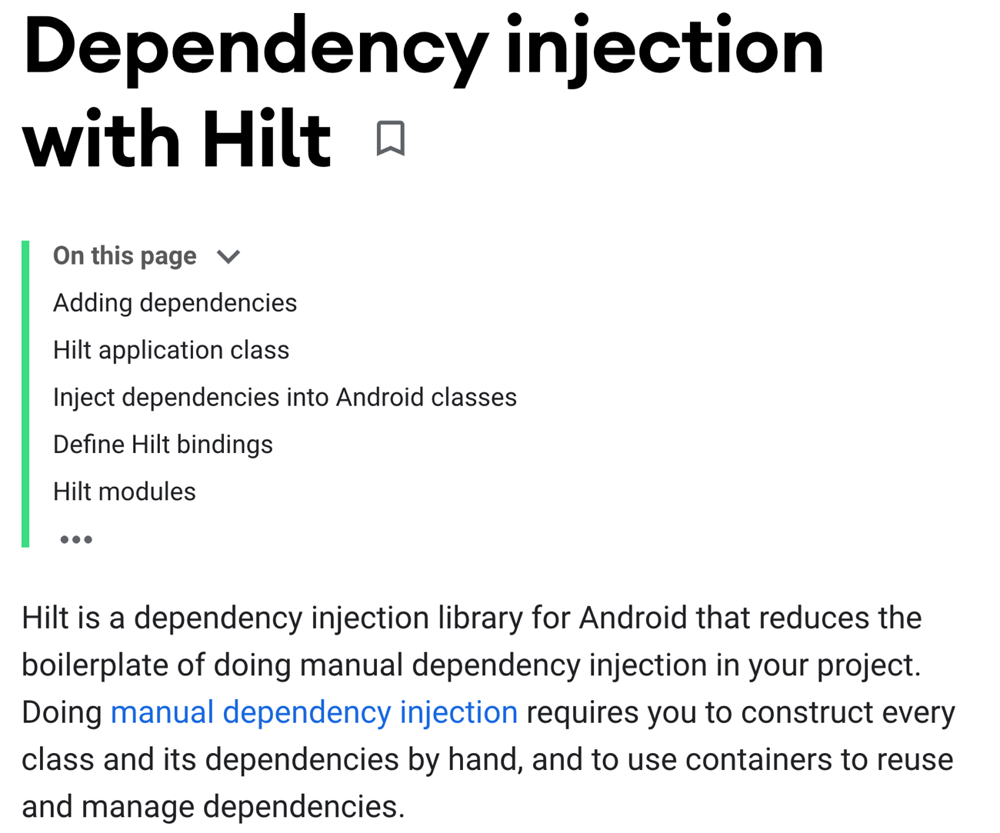 Dependency injection
with Hilt
On this page
Adding dependencies
Hilt application class
Inject dependencies into Android classes
Define Hilt bindings
Hilt modules
•••
Hilt is a dependency injection library for Android that reduces the
boilerplate of doing manual dependency injection in your project.
Doing manual dependency injection requires you to construct every
class and its dependencies by hand, and to use containers to reuse
and manage dependencies.